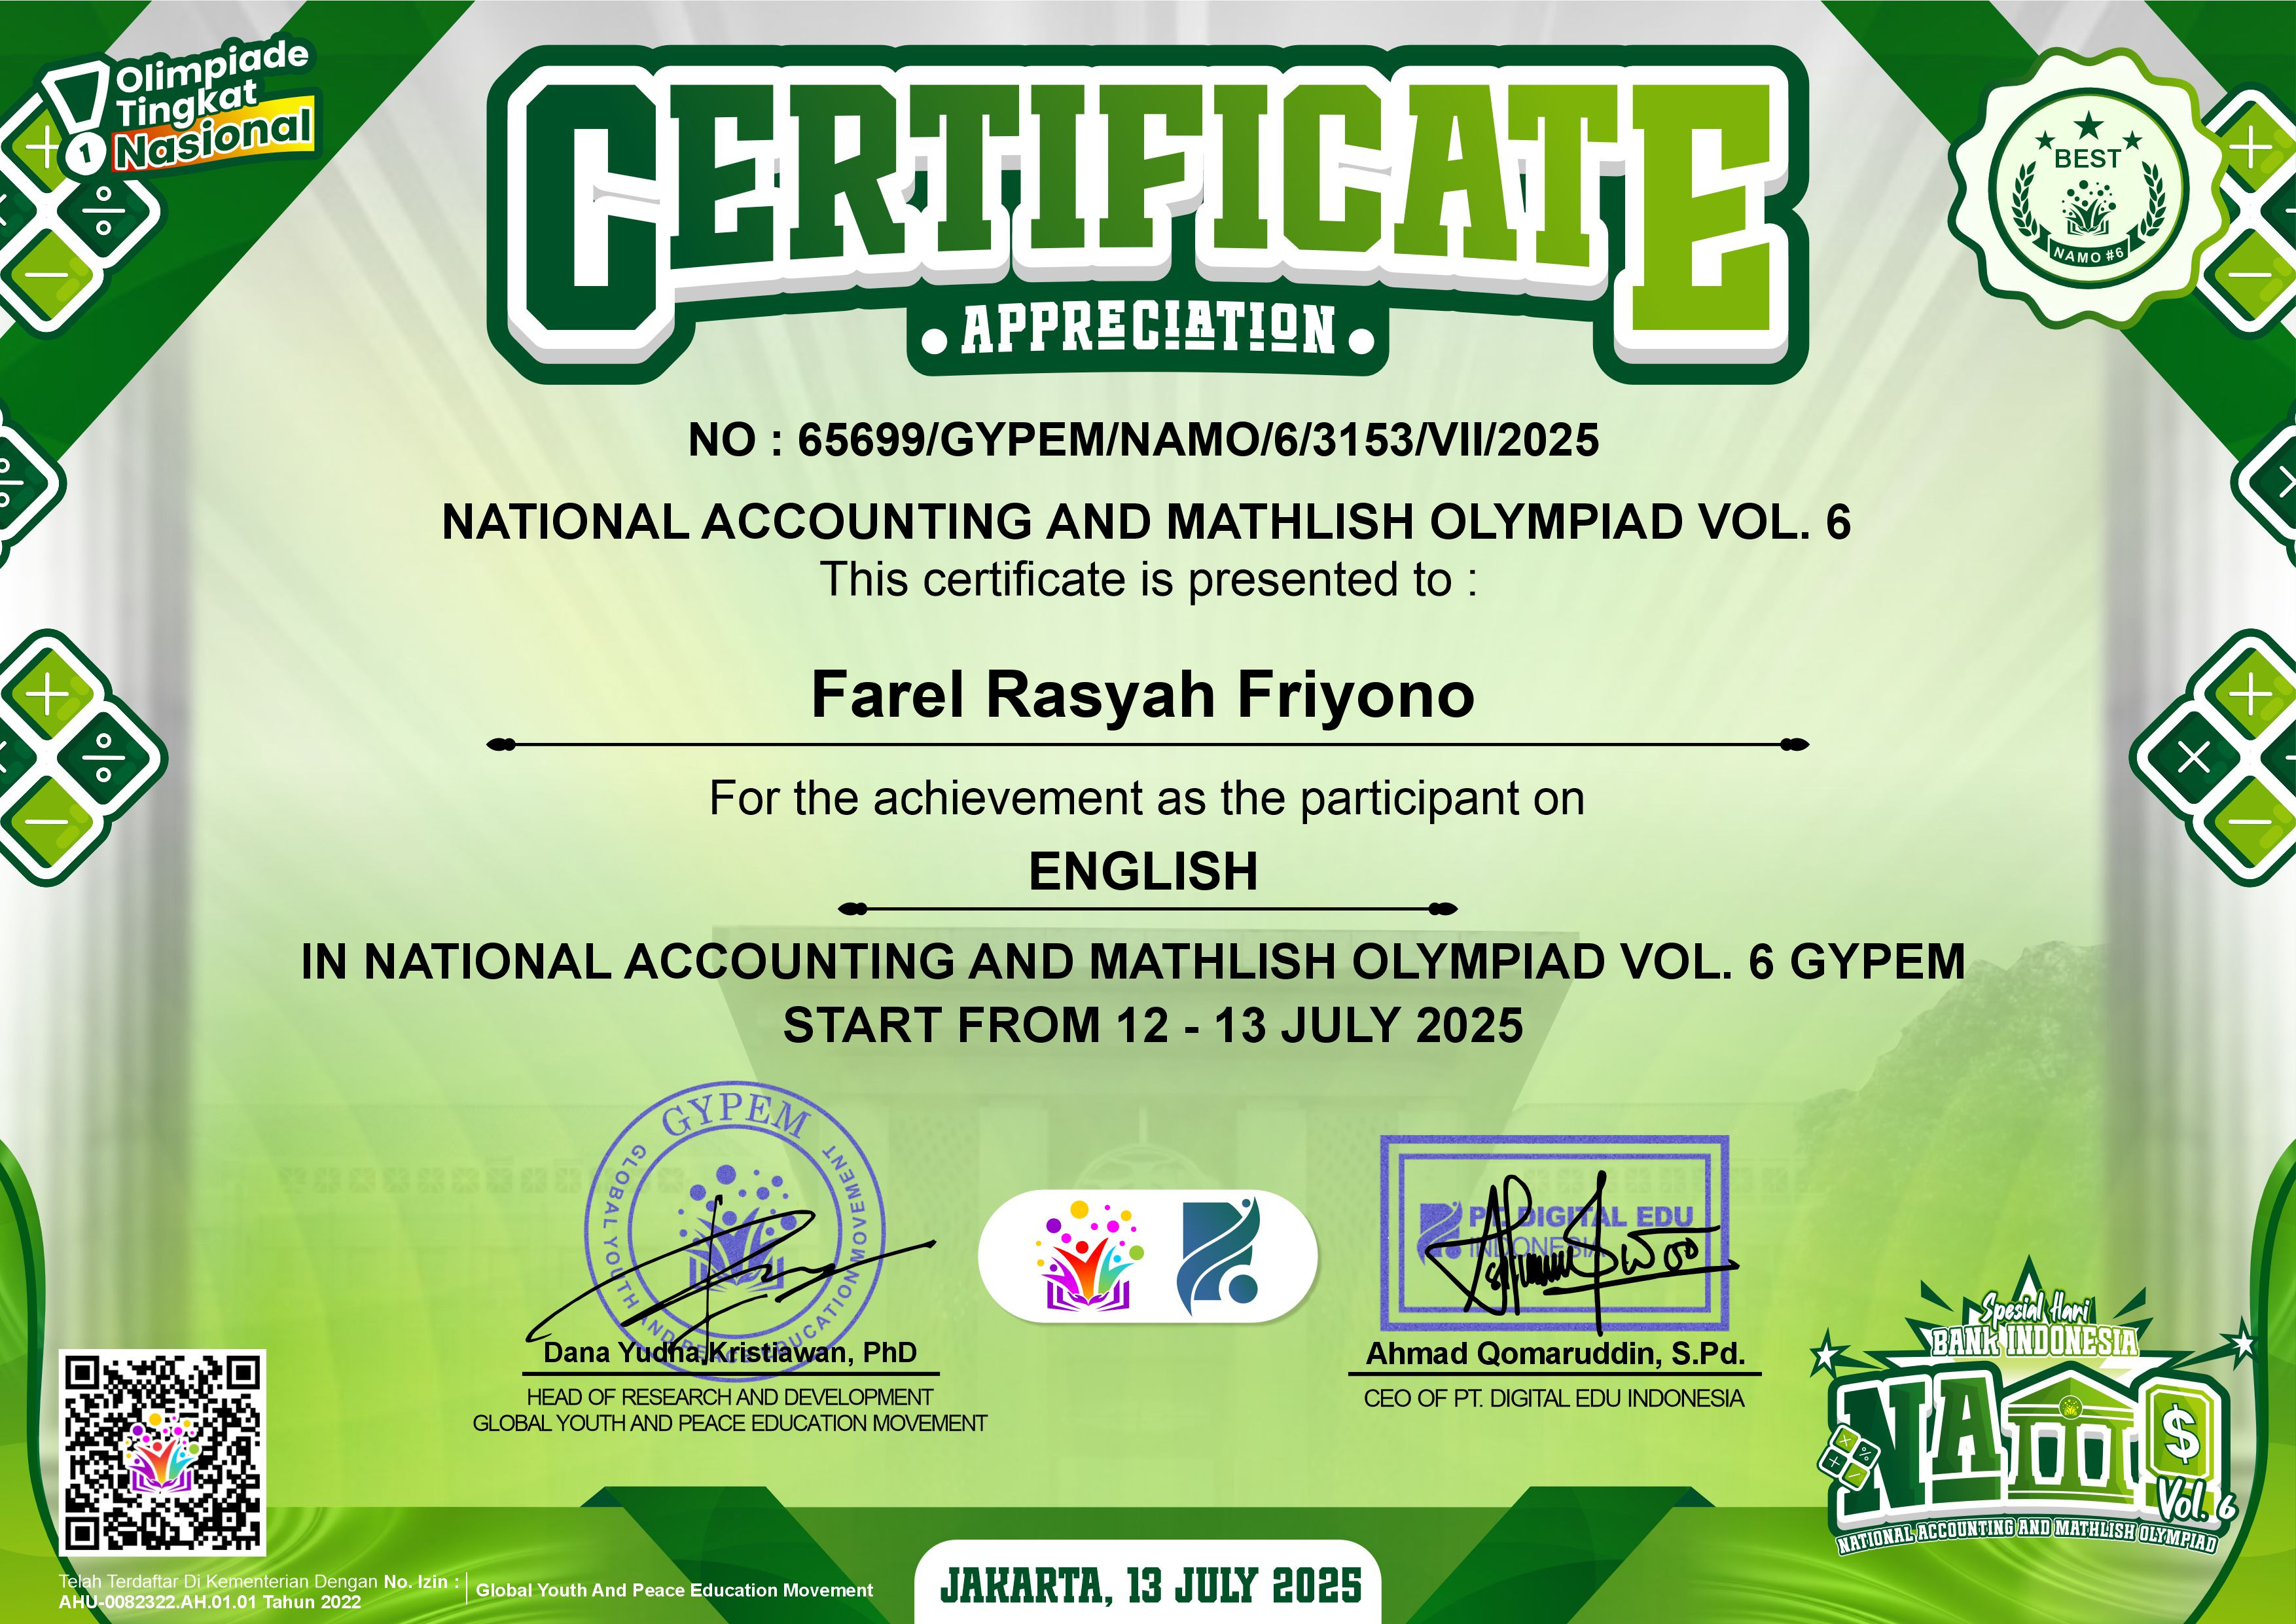 Olimpiade
Tingkat
Nasional
1
CERTIFICATE
APPRECIATION
BEST
NAMO #6
NO : 65699/GYPEM/NAMO/6/3153/VII/2025
NATIONAL ACCOUNTING AND MATHLISH OLYMPIAD VOL. 6
This certificate is presented to :
Farel Rasyah Friyono
For the achievement as the participant on
ENGLISH
IN NATIONAL ACCOUNTING AND MATHLISH OLYMPIAD VOL. 6 GYPEM
START FROM 12 - 13 JULY 2025
GYPEM
GLOBAL YOUTH AND PEACE EDUCATION MOVEMENT
PT. DIGITAL EDU
INDONESIA
Dana Yudha Kristiawan, PhD
HEAD OF RESEARCH AND DEVELOPMENT
GLOBAL YOUTH AND PEACE EDUCATION MOVEMENT
Ahmad Qomaruddin, S.Pd.
CEO OF PT. DIGITAL EDU INDONESIA
Spesial Hari
BANK INDONESIA
NAMO
$
Vol. 6
NATIONAL ACCOUNTING AND MATHLISH OLYMPIAD
Telah Terdaftar Di Kementerian Dengan No. Izin :
AHU-0082322.AH.01.01 Tahun 2022
Global Youth And Peace Education Movement
JAKARTA, 13 JULY 2025